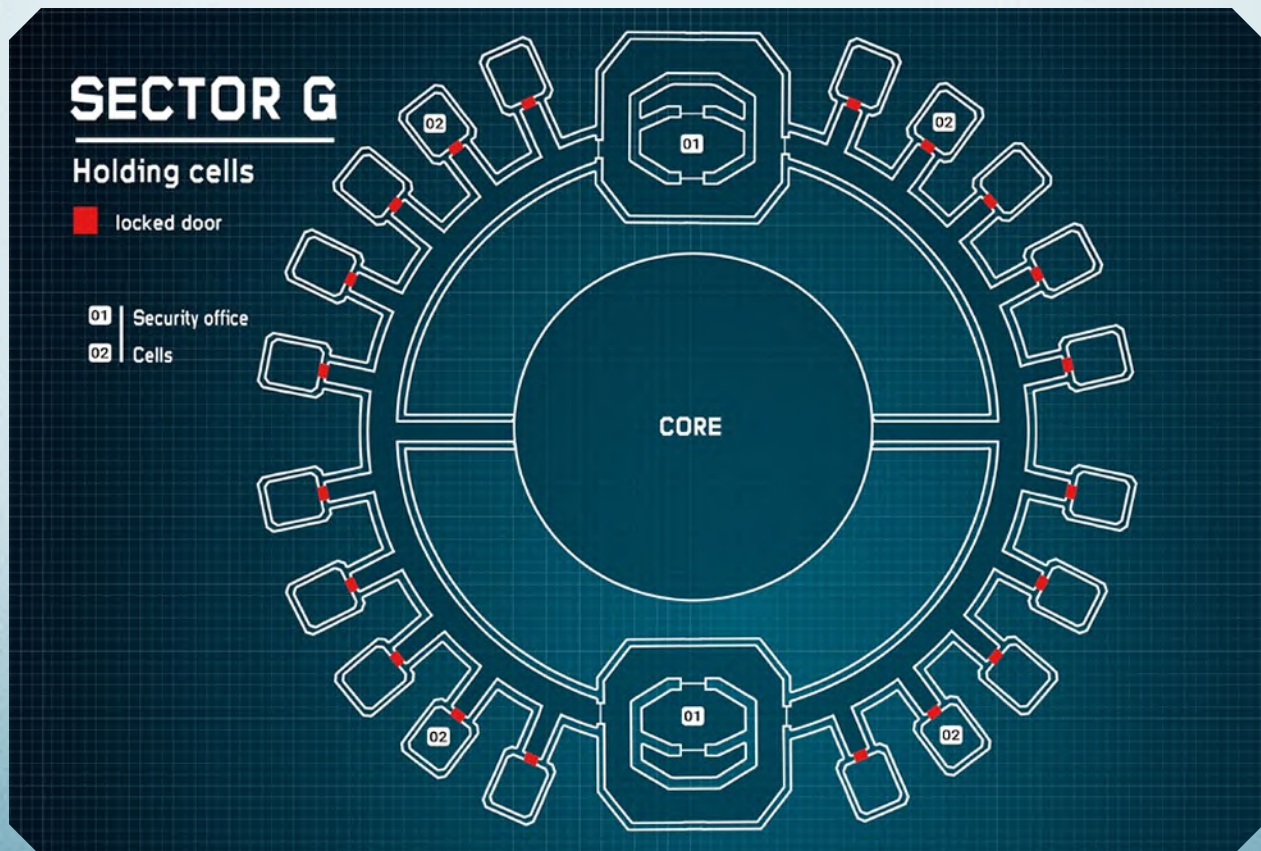 SECTOR G
Holding cells
locked door
01 Security office
02 Cells
02
01
02
CORE
02
01
02